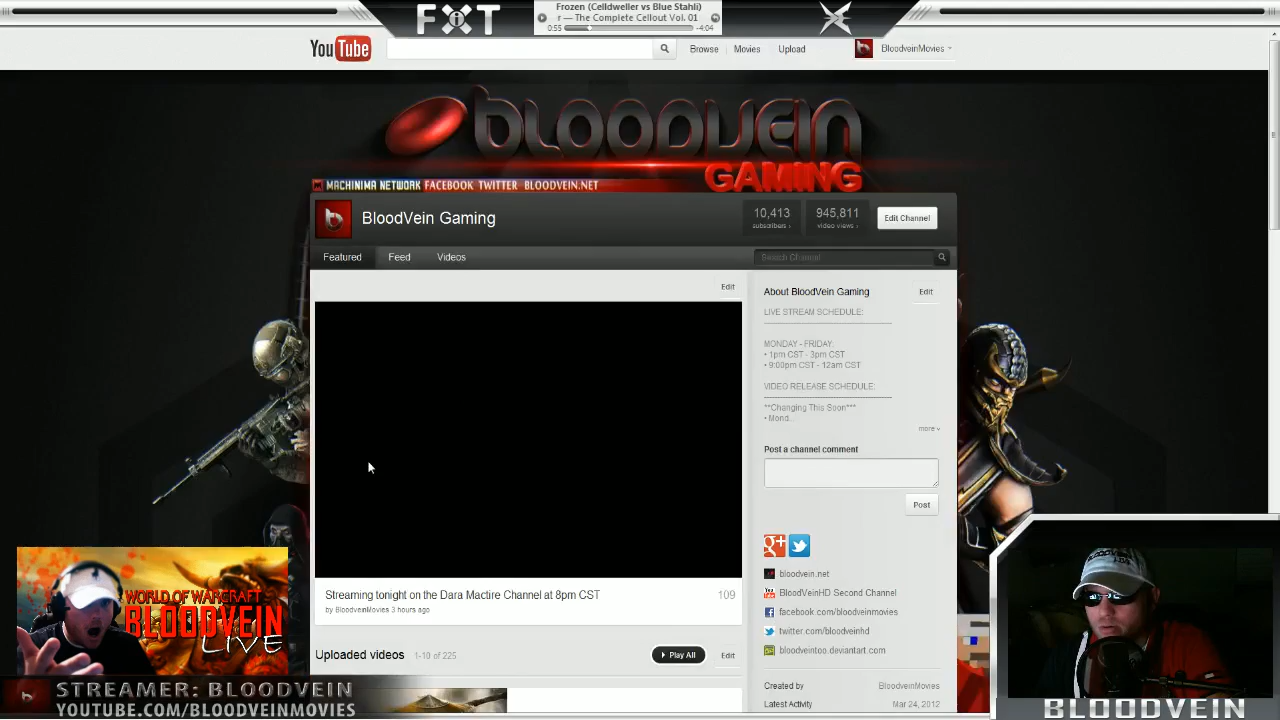 FXT
Frozen (Celldweller vs Blue Stahli)
r — The Complete Cellout Vol. 01
0:55
-4:04
YouTube
Browse
Movies
Upload
BloodveinMovies
bloodvein
GAMING
MACHINIMA NETWORK FACEBOOK TWITTER BLOODVEIN.NET
BloodVein Gaming
10,413
subscribers ›
945,811
video views ›
Edit Channel
Featured
Feed
Videos
Search Channel
Edit
About BloodVein Gaming
Edit
LIVE STREAM SCHEDULE:
MONDAY - FRIDAY:
• 1pm CST - 3pm CST
• 9:00pm CST - 12am CST
VIDEO RELEASE SCHEDULE:
**Changing This Soon***
• Mond...
more
Post a channel comment
Post
bloodvein.net
BloodVeinHD Second Channel
facebook.com/bloodveinmovies
twitter.com/bloodveinhd
bloodveintoo.deviantart.com
Created by
BloodveinMovies
Latest Activity
Mar 24, 2012
Streaming tonight on the Dara Mactire Channel at 8pm CST
109
by BloodveinMovies 3 hours ago
Uploaded videos
1-10 of 225
Play All
Edit
WORLD OF WARCRAFT
BLOODVEIN
LIVE
STREAMER: BLOODVEIN
YOUTUBE.COM/BLOODVEINMOVIES
BLOODVEIN